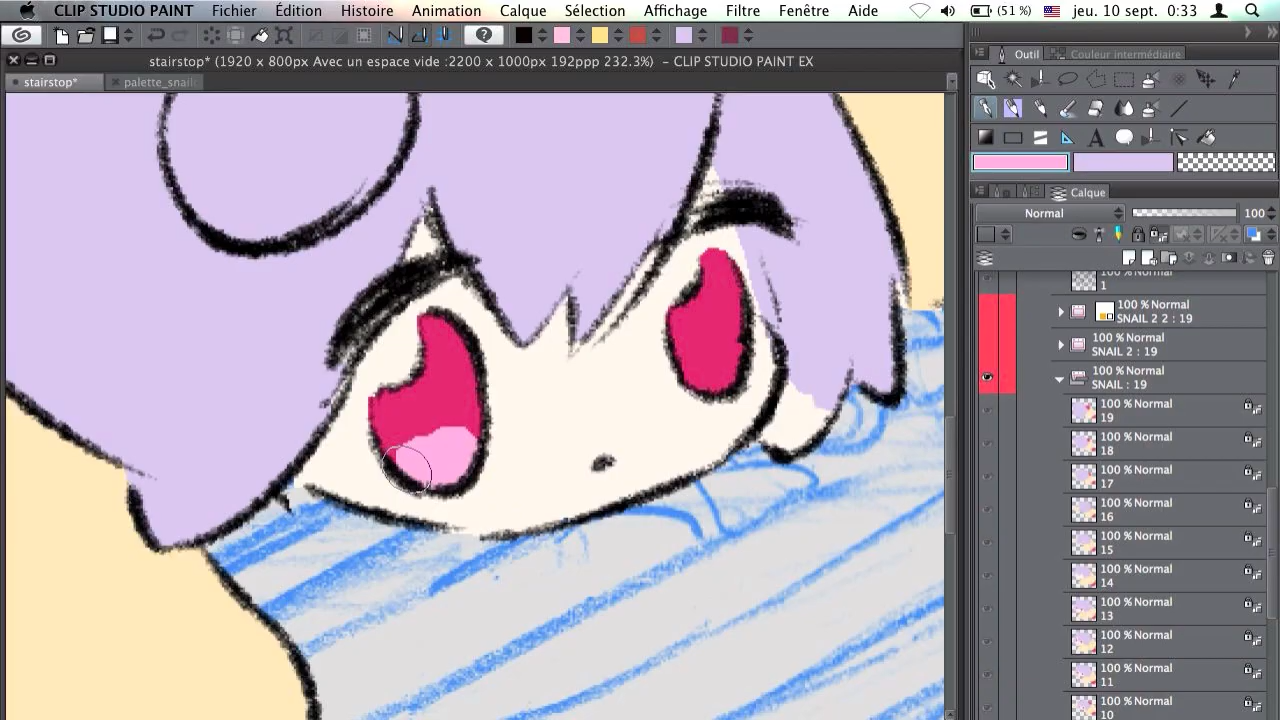 CLIP STUDIO PAINT Fichier Édition Histoire Animation Calque Sélection Affichage Filtre Fenêtre Aide (51 %) jeu. 10 sept. 0:33
stairstop* (1920 x 800px Avec un espace vide :2200 x 1000px 192ppp 232.3%) – CLIP STUDIO PAINT EX
stairstop* palette_snail
Outil Couleur intermédiaire
Calque
Normal 100
100 % Normal
1
100 % Normal
SNAIL 2 2 : 19
100 % Normal
SNAIL 2 : 19
100 % Normal
SNAIL : 19
100 % Normal
19
100 % Normal
18
100 % Normal
17
100 % Normal
16
100 % Normal
15
100 % Normal
14
100 % Normal
13
100 % Normal
12
100 % Normal
11
100 % Normal
10